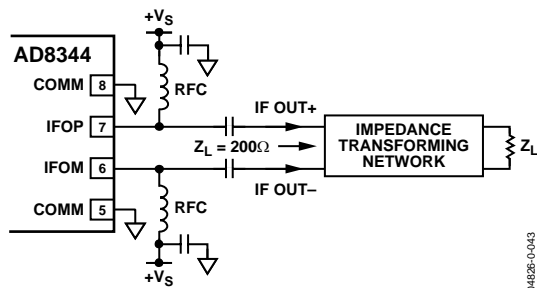 +VS
AD8344
COMM 8
RFC
IFOP 7
IF OUT+
ZL = 200Ω
IMPEDANCE
TRANSFORMING
NETWORK
ZL
IFOM 6
IF OUT–
COMM 5
RFC
+VS
04826-0-043